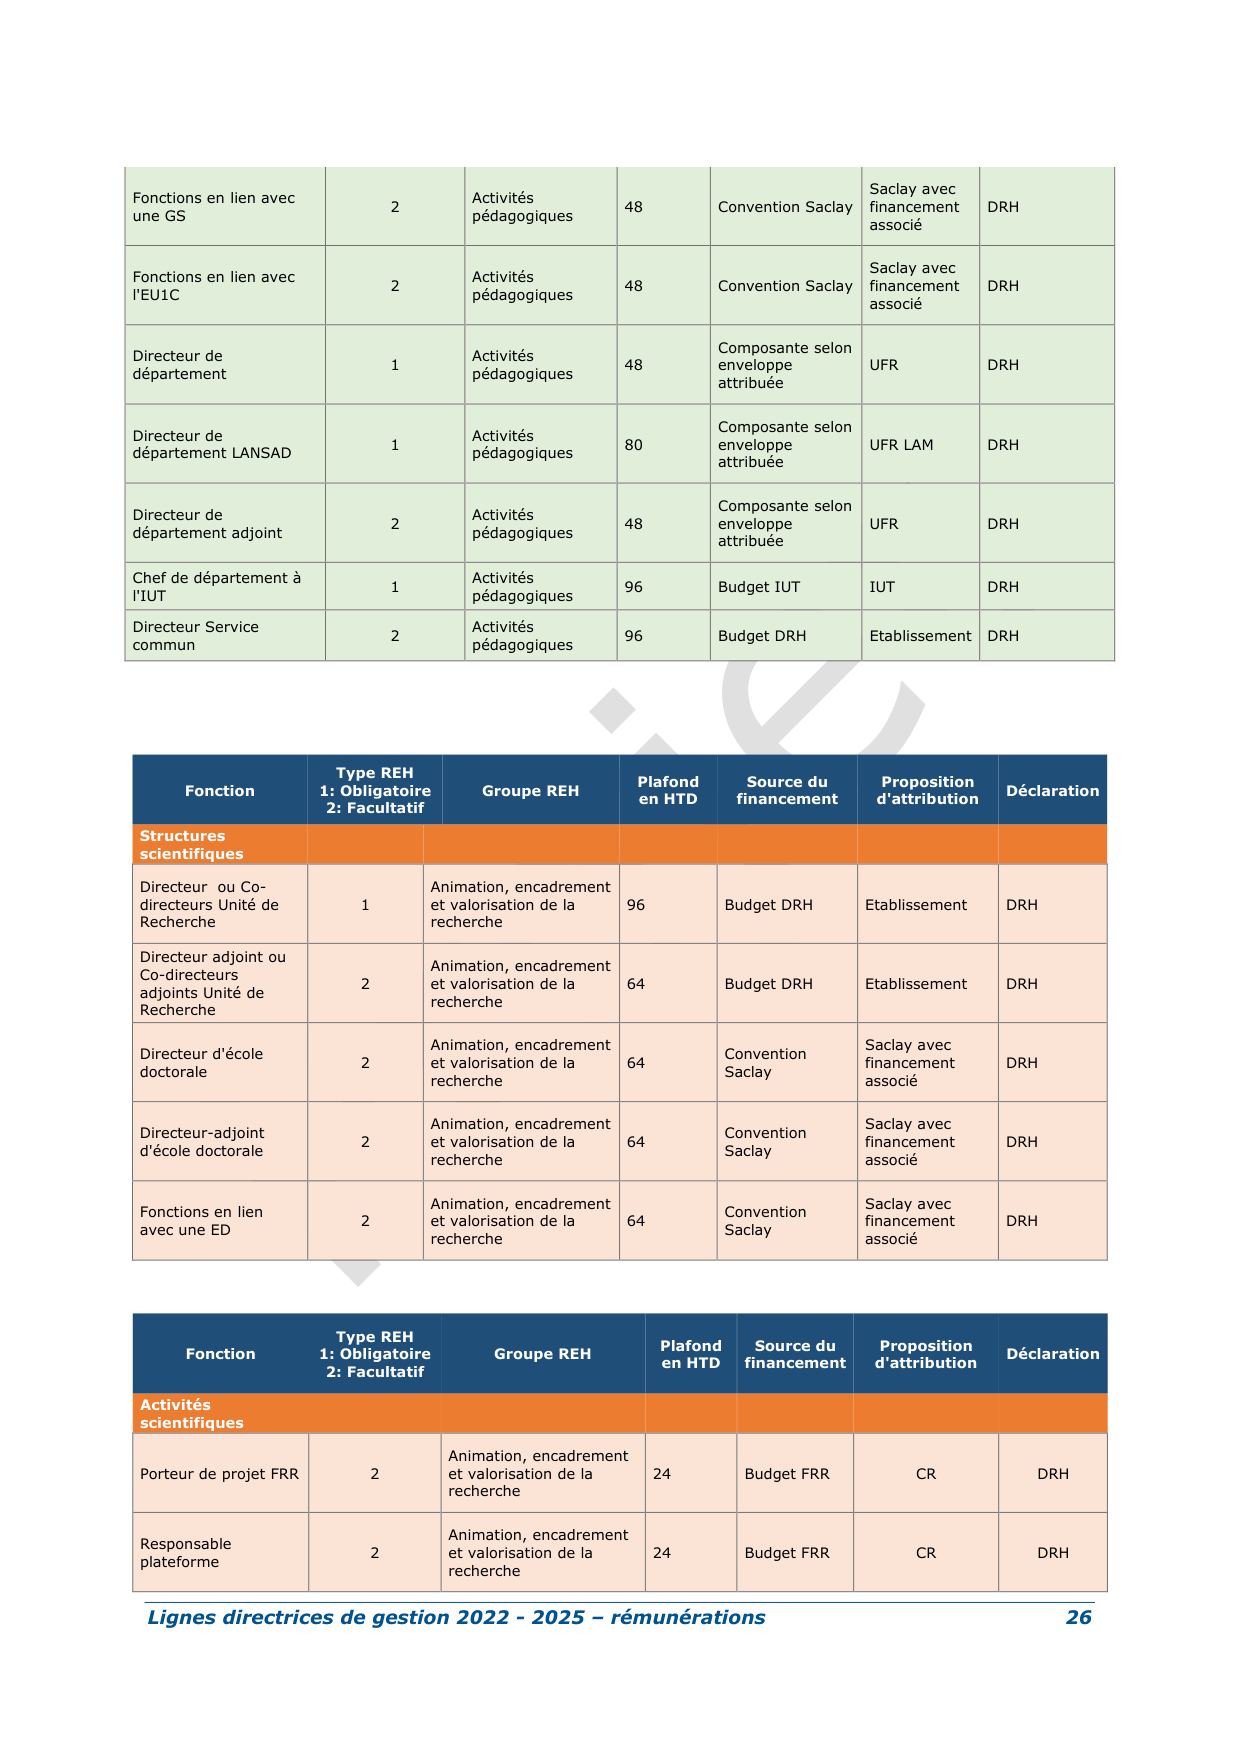 Fonctions en lien avec
une GS
2
Activités
pédagogiques
48
Convention Saclay
Saclay avec
financement
associé
DRH
Fonctions en lien avec
l'EU1C
2
Activités
pédagogiques
48
Convention Saclay
Saclay avec
financement
associé
DRH
Directeur de
département
1
Activités
pédagogiques
48
Composante selon
enveloppe
attribuée
UFR
DRH
Directeur de
département LANSAD
1
Activités
pédagogiques
80
Composante selon
enveloppe
attribuée
UFR LAM
DRH
Directeur de
département adjoint
2
Activités
pédagogiques
48
Composante selon
enveloppe
attribuée
UFR
DRH
Chef de département à
l'IUT
1
Activités
pédagogiques
96
Budget IUT
IUT
DRH
Directeur Service
commun
2
Activités
pédagogiques
96
Budget DRH
Etablissement
DRH
Fonction
Type REH
1: Obligatoire
2: Facultatif
Groupe REH
Plafond
en HTD
Source du
financement
Proposition
d'attribution
Déclaration
Structures
scientifiques
Directeur  ou Co-
directeurs Unité de
Recherche
1
Animation, encadrement
et valorisation de la
recherche
96
Budget DRH
Etablissement
DRH
Directeur adjoint ou
Co-directeurs
adjoints Unité de
Recherche
2
Animation, encadrement
et valorisation de la
recherche
64
Budget DRH
Etablissement
DRH
Directeur d'école
doctorale
2
Animation, encadrement
et valorisation de la
recherche
64
Convention
Saclay
Saclay avec
financement
associé
DRH
Directeur-adjoint
d'école doctorale
2
Animation, encadrement
et valorisation de la
recherche
64
Convention
Saclay
Saclay avec
financement
associé
DRH
Fonctions en lien
avec une ED
2
Animation, encadrement
et valorisation de la
recherche
64
Convention
Saclay
Saclay avec
financement
associé
DRH
Fonction
Type REH
1: Obligatoire
2: Facultatif
Groupe REH
Plafond
en HTD
Source du
financement
Proposition
d'attribution
Déclaration
Activités
scientifiques
Porteur de projet FRR
2
Animation, encadrement
et valorisation de la
recherche
24
Budget FRR
CR
DRH
Responsable
plateforme
2
Animation, encadrement
et valorisation de la
recherche
24
Budget FRR
CR
DRH
Lignes directrices de gestion 2022 - 2025 – rémunérations 26